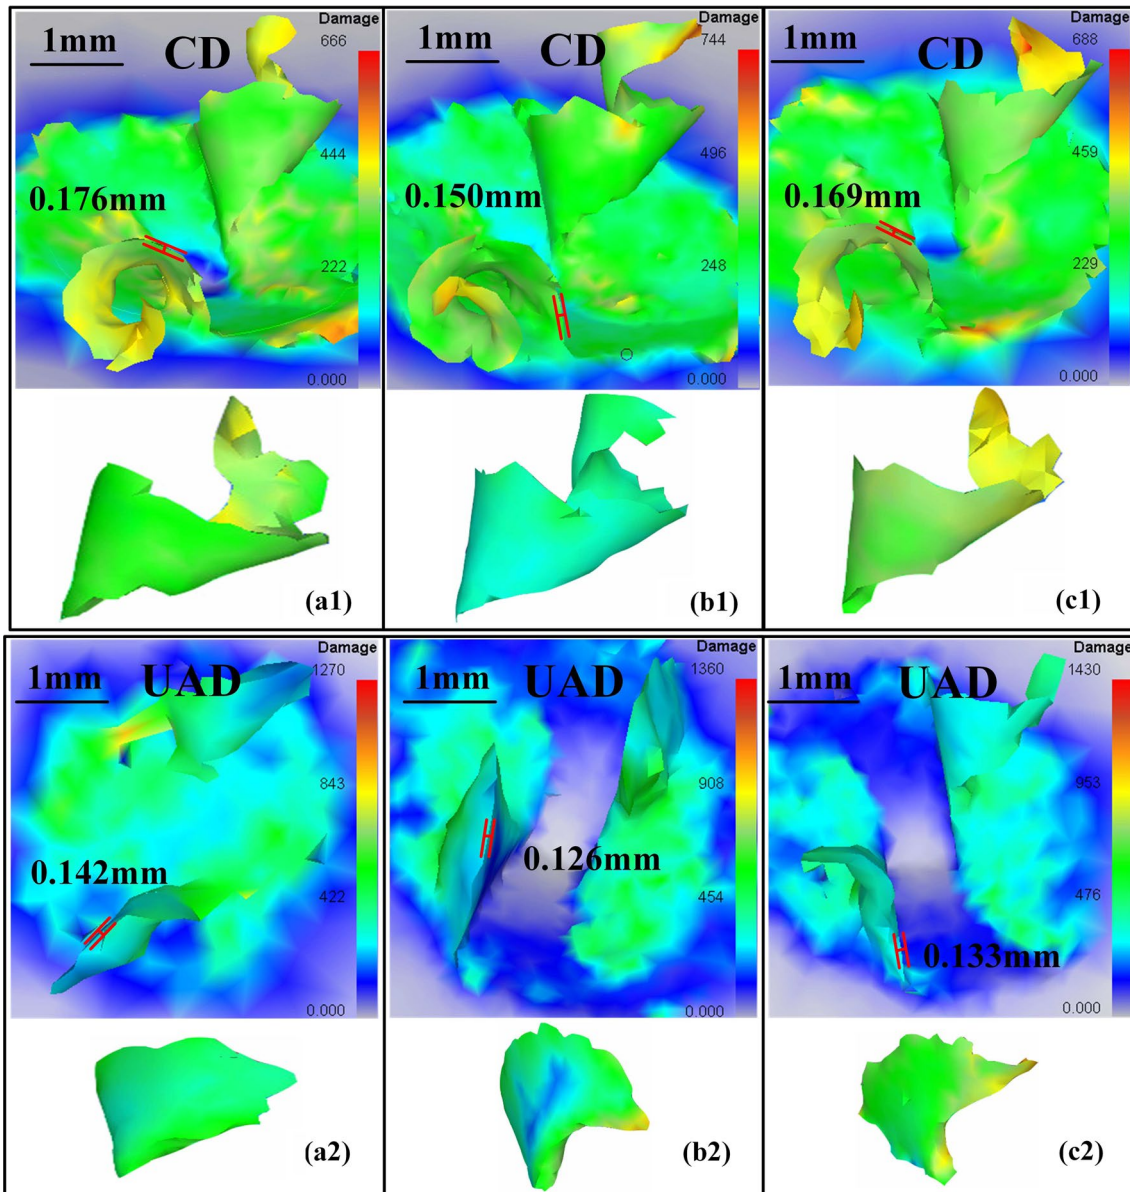 Damage
666
1mm
CD
444
0.176mm
222
0.000
(a1)
Damage
744
1mm
CD
496
0.150mm
248
0.000
(b1)
Damage
688
1mm
CD
459
0.169mm
229
0.000
(c1)
Damage
1270
1mm
UAD
843
0.142mm
422
0.000
(a2)
Damage
1360
1mm
UAD
908
0.126mm
454
0.000
(b2)
Damage
1430
1mm
UAD
953
476
0.133mm
0.000
(c2)